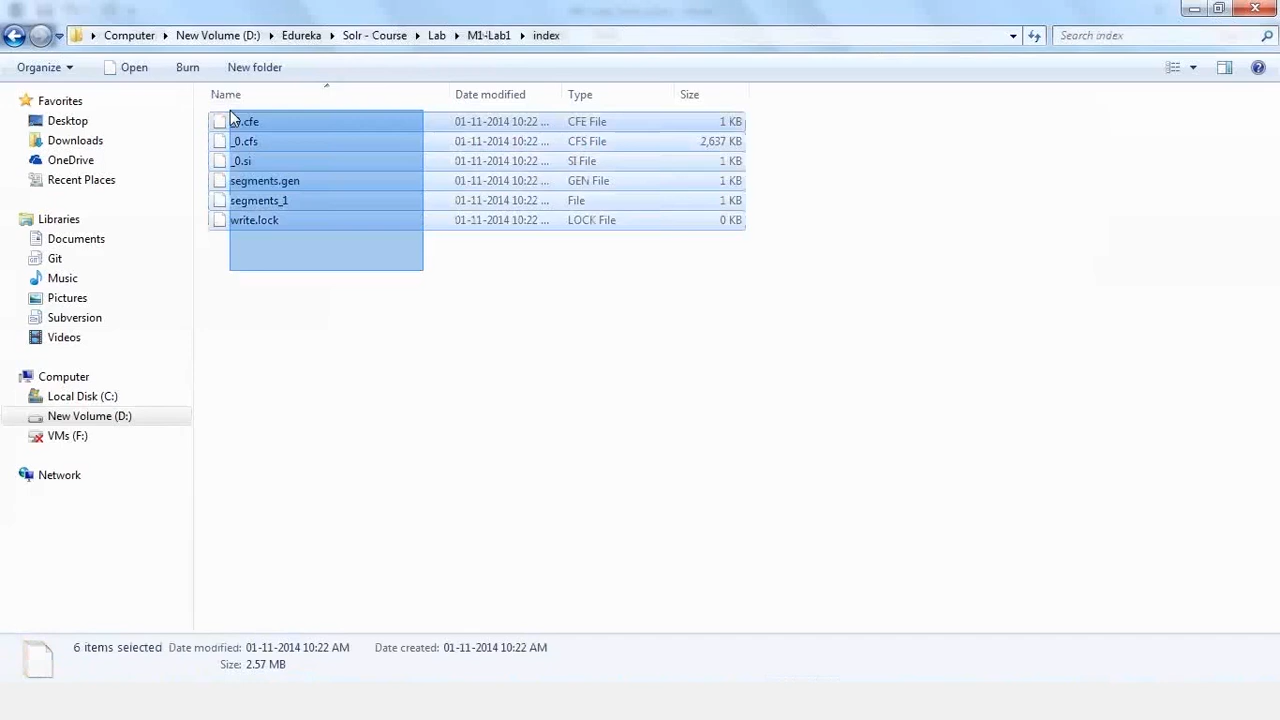 Computer New Volume (D:) Edureka Solr - Course Lab M1-Lab1 index Search index
Organize Open Burn New folder
Name Date modified Type Size
Favorites
Desktop
Downloads
OneDrive
Recent Places
Libraries
Documents
Git
Music
Pictures
Subversion
Videos
Computer
Local Disk (C:)
New Volume (D:)
VMs (F:)
Network
.cfe 01-11-2014 10:22 ... CFE File 1 KB
_0.cfs 01-11-2014 10:22 ... CFS File 2,637 KB
_0.si 01-11-2014 10:22 ... SI File 1 KB
segments.gen 01-11-2014 10:22 ... GEN File 1 KB
segments_1 01-11-2014 10:22 ... File 1 KB
write.lock 01-11-2014 10:22 ... LOCK File 0 KB
6 items selected Date modified: 01-11-2014 10:22 AM Date created: 01-11-2014 10:22 AM
Size: 2.57 MB